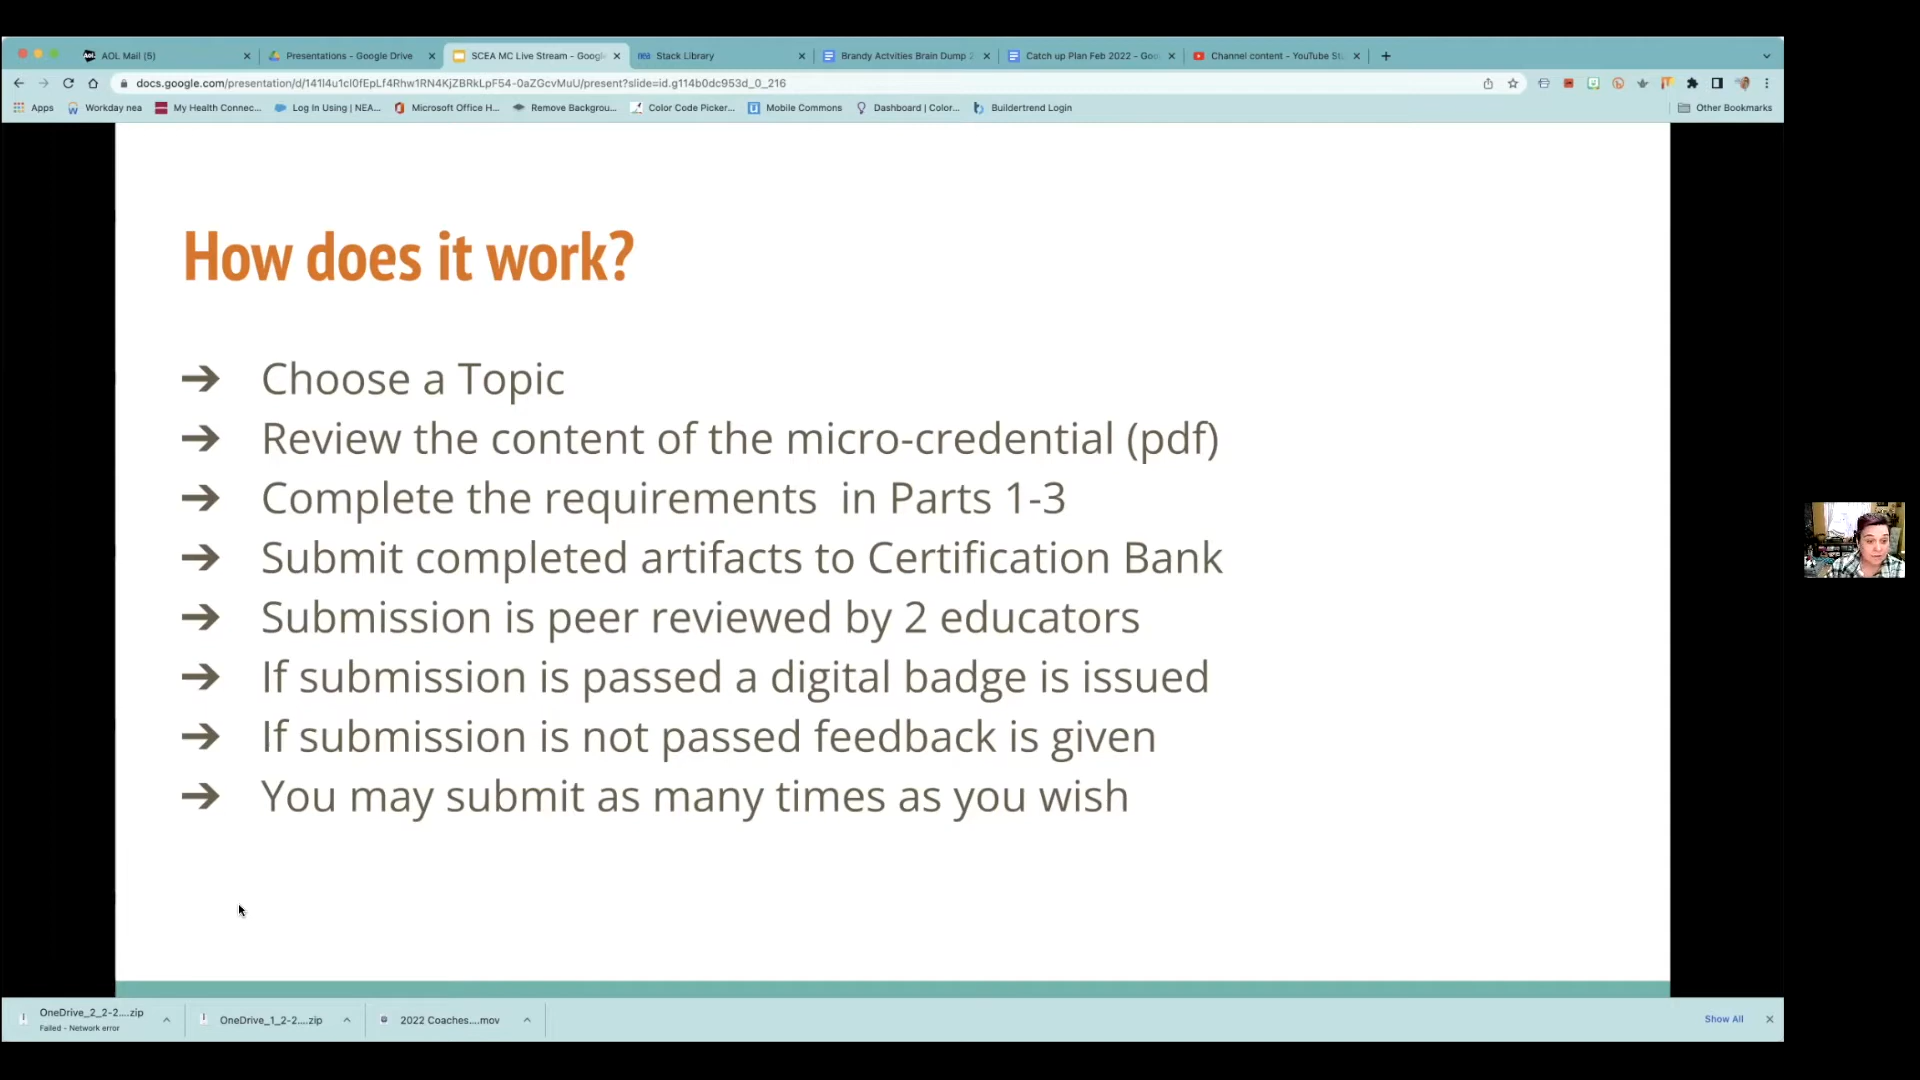 AOL Mail (5)
Presentations - Google Drive
SCEA MC Live Stream - Google
Stack Library
Brandy Actvities Brain Dump 2
Catch up Plan Feb 2022 - Goo
Channel content - YouTube St
docs.google.com/presentation/d/141l4u1cI0fEpLf4Rhw1RN4KjZBRkLpF54-0aZGcvMuU/present?slide=id.g114b0dc953d_0_216
Apps
Workday nea
My Health Connec...
Log In Using | NEA...
Microsoft Office H...
Remove Backgrou...
Color Code Picker...
Mobile Commons
Dashboard | Color...
Buildertrend Login
Other Bookmarks
How does it work?
➔ Choose a Topic
➔ Review the content of the micro-credential (pdf)
➔ Complete the requirements in Parts 1-3
➔ Submit completed artifacts to Certification Bank
➔ Submission is peer reviewed by 2 educators
➔ If submission is passed a digital badge is issued
➔ If submission is not passed feedback is given
➔ You may submit as many times as you wish
OneDrive_2_2-2....zip
Failed - Network error
OneDrive_1_2-2....zip
2022 Coaches....mov
Show All